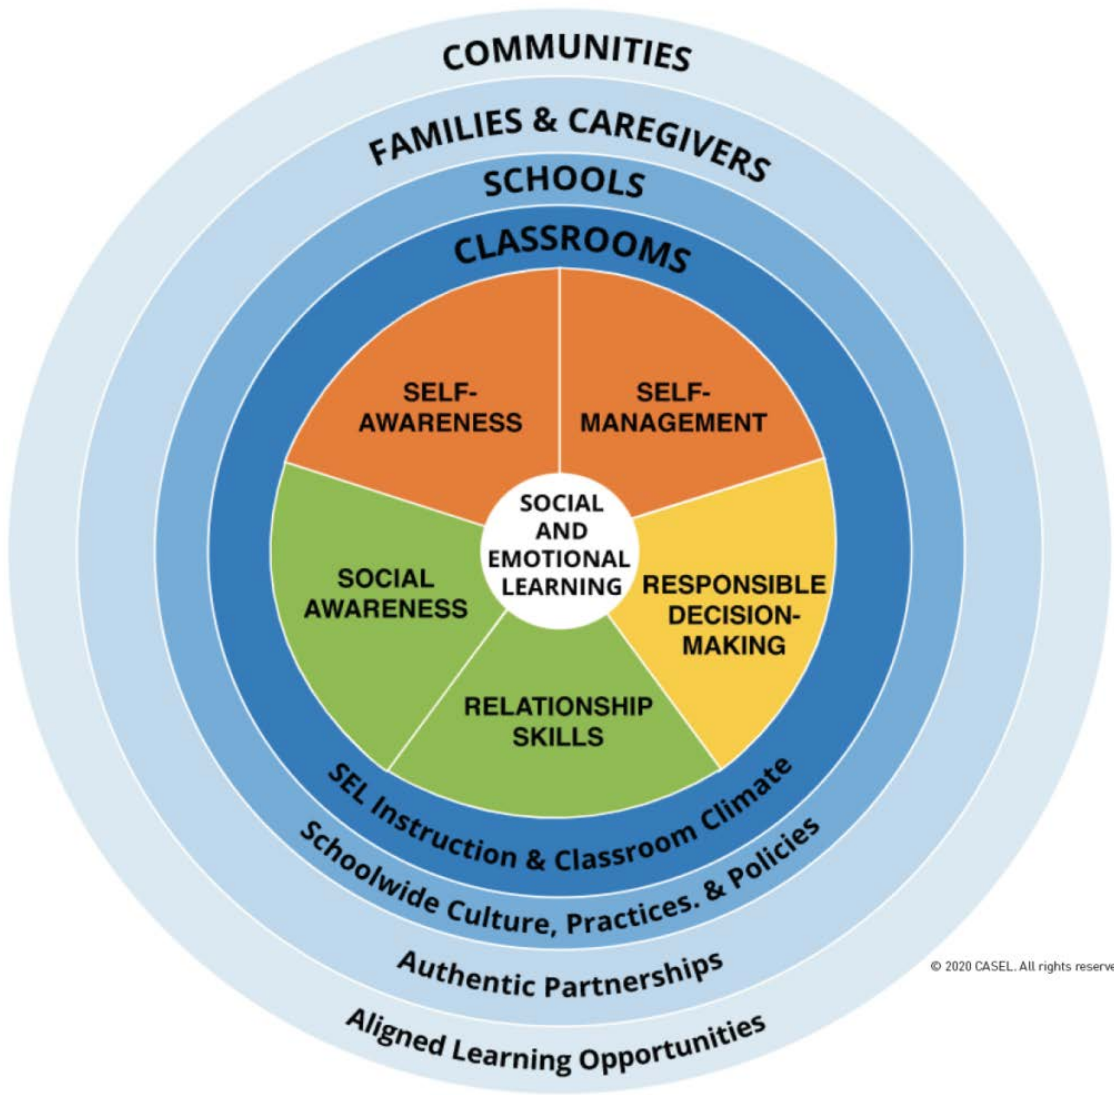 COMMUNITIES
FAMILIES & CAREGIVERS
SCHOOLS
CLASSROOMS
SELF-
AWARENESS
SELF-
MANAGEMENT
SOCIAL
AND
EMOTIONAL
LEARNING
SOCIAL
AWARENESS
RESPONSIBLE
DECISION-
MAKING
RELATIONSHIP
SKILLS
SEL Instruction & Classroom Climate
Schoolwide Culture, Practices. & Policies
Authentic Partnerships
Aligned Learning Opportunities
© 2020 CASEL. All rights reserve